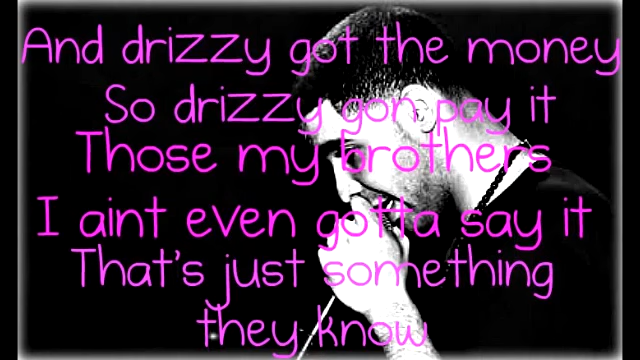 And drizzy got the money
So drizzy gon pay it
Those my brothers
I aint even gotta say it
That's just something
they know